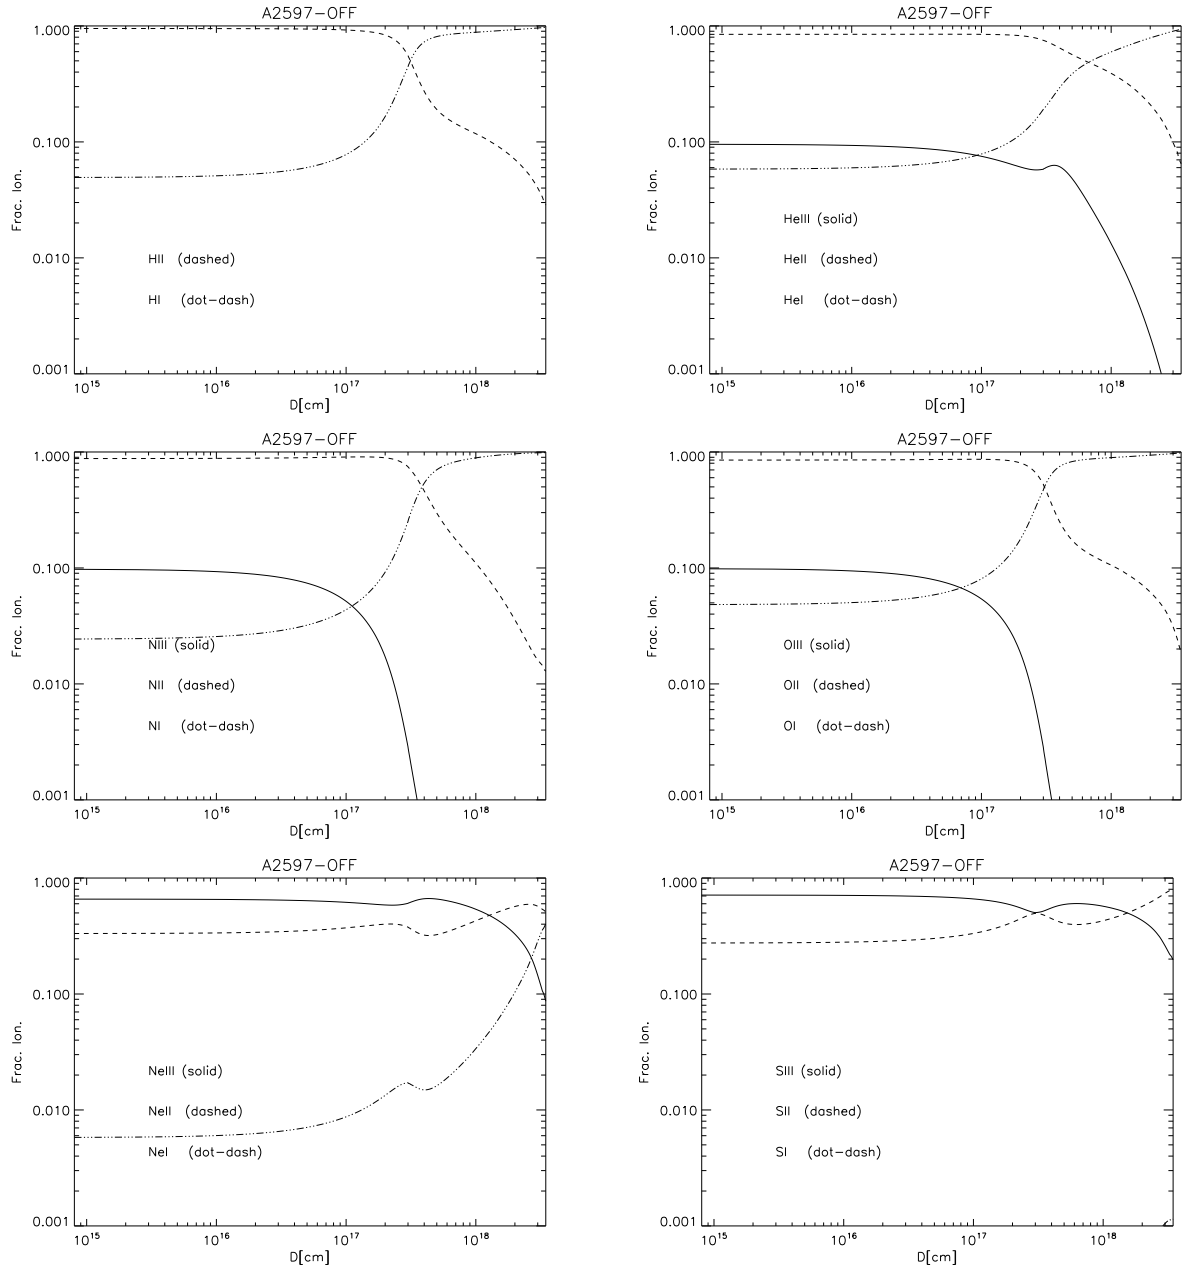 A2597-OFF
1.000
0.100
0.010
0.001
Frac. Ion.
HII (dashed)
HI (dot-dash)
10^15 10^16 10^17 10^18
D[cm]
A2597-OFF
1.000
0.100
0.010
0.001
Frac. Ion.
HeIII (solid)
HeII (dashed)
HeI (dot-dash)
10^15 10^16 10^17 10^18
D[cm]
A2597-OFF
1.000
0.100
0.010
0.001
Frac. Ion.
NIII (solid)
NII (dashed)
NI (dot-dash)
10^15 10^16 10^17 10^18
D[cm]
A2597-OFF
1.000
0.100
0.010
0.001
Frac. Ion.
OIII (solid)
OII (dashed)
OI (dot-dash)
10^15 10^16 10^17 10^18
D[cm]
A2597-OFF
1.000
0.100
0.010
0.001
Frac. Ion.
NeIII (solid)
NeII (dashed)
NeI (dot-dash)
10^15 10^16 10^17 10^18
D[cm]
A2597-OFF
1.000
0.100
0.010
0.001
Frac. Ion.
SIII (solid)
SII (dashed)
SI (dot-dash)
10^15 10^16 10^17 10^18
D[cm]